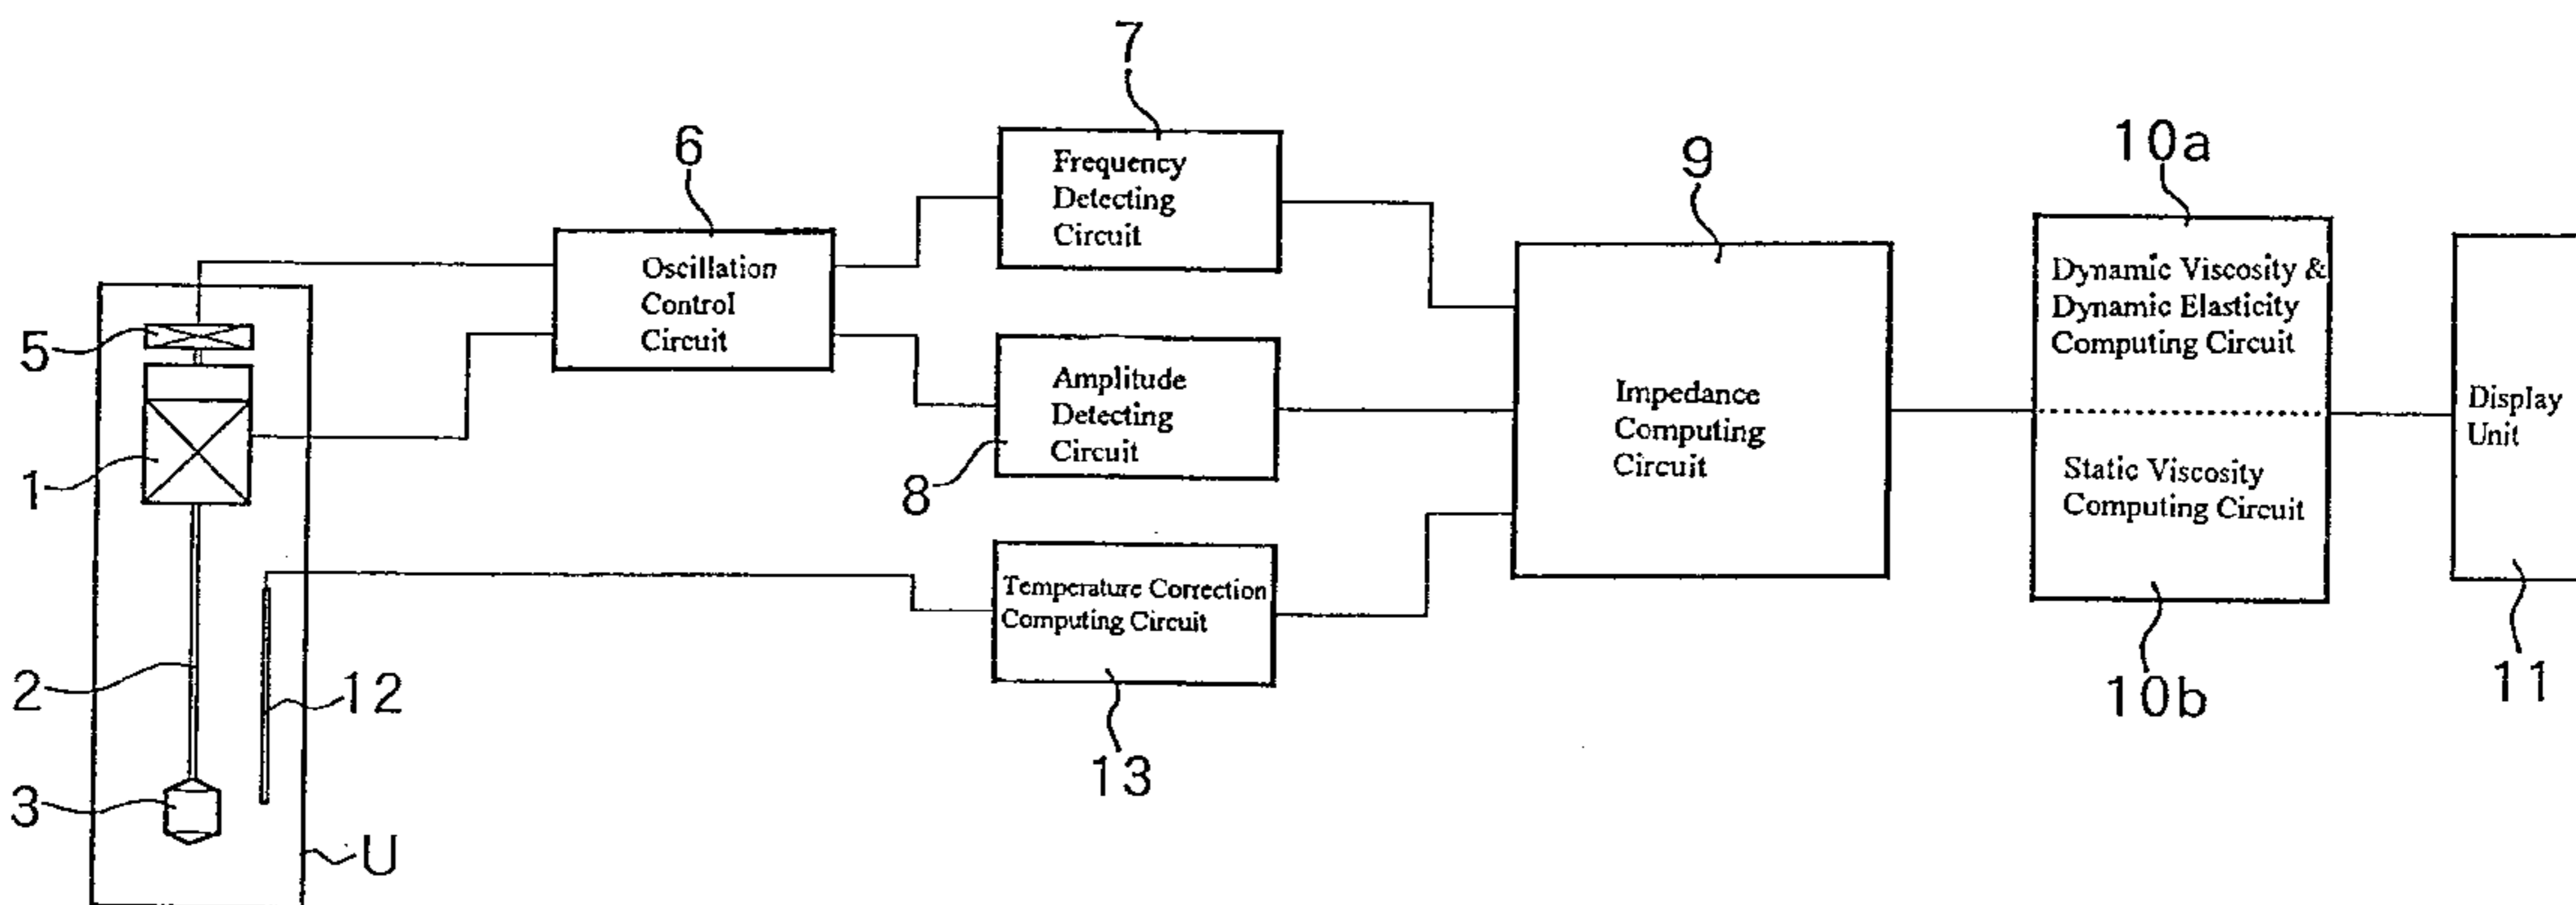 7
6
Frequency
Detecting
Circuit
9
10a
Oscillation
Control
Circuit
Dynamic Viscosity &
Dynamic Elasticity
Computing Circuit
5
Amplitude
Detecting
Circuit
Impedance
Computing
Circuit
Display
Unit
1
8
Static Viscosity
Computing Circuit
Temperature Correction
Computing Circuit
2
12
13
10b
11
3
U